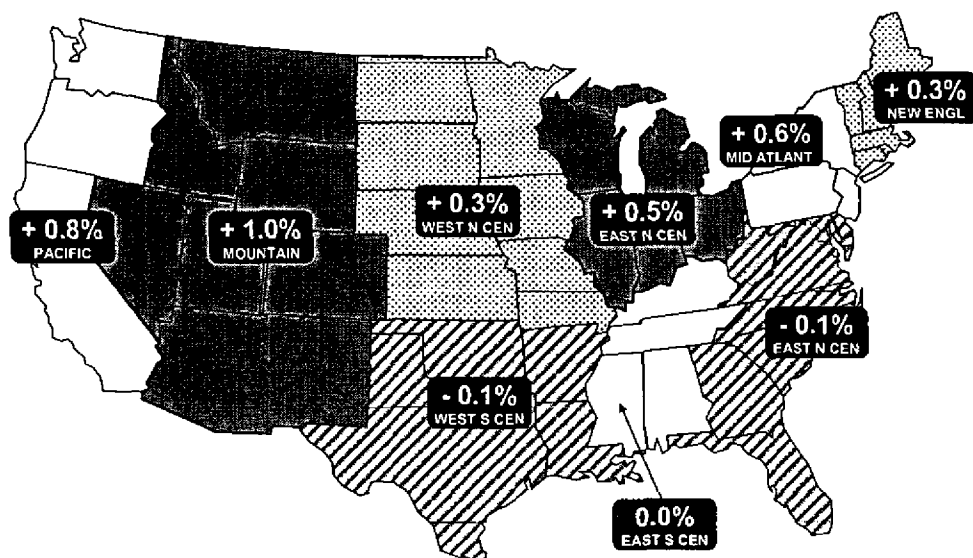 + 0.3%
NEW ENGL
+ 0.6%
MID ATLANT
+ 0.8%
PACIFIC
+ 1.0%
MOUNTAIN
+ 0.3%
WEST N CEN
+ 0.5%
EAST N CEN
- 0.1%
EAST N CEN
- 0.1%
WEST S CEN
0.0%
EAST S CEN